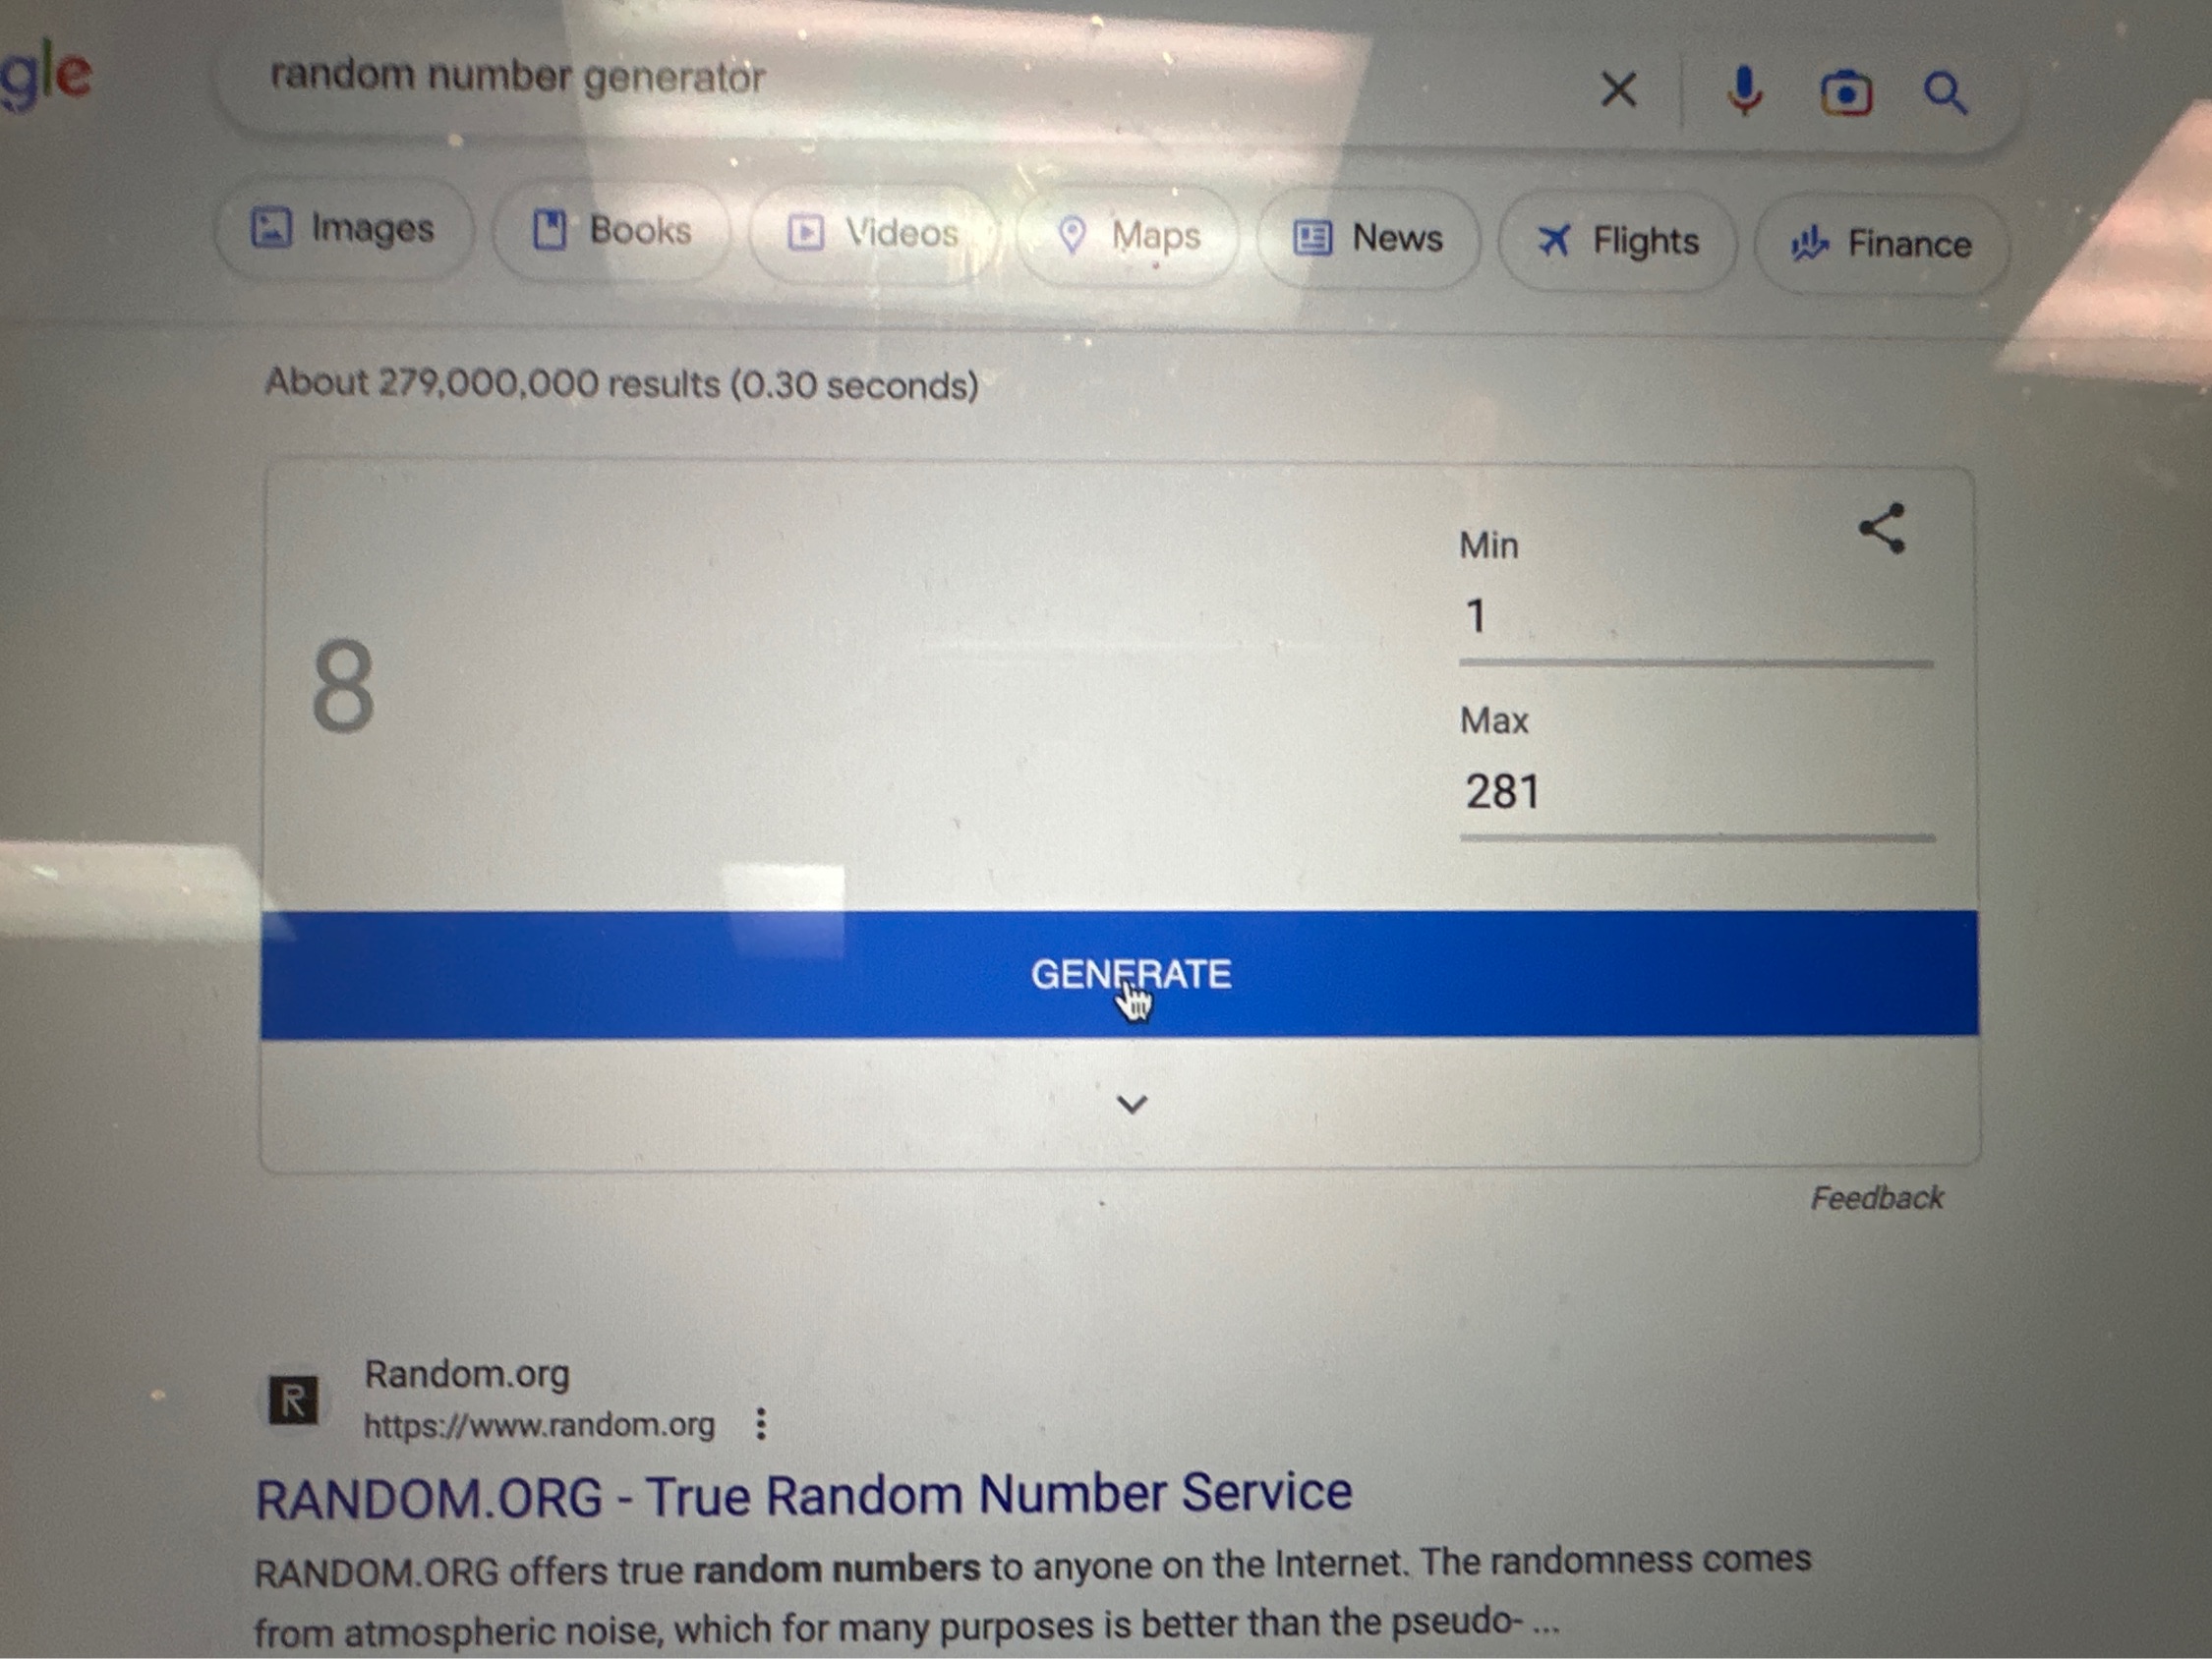 gle
random number generator
Images Books Videos Maps News Flights Finance
About 279,000,000 results (0.30 seconds)
Min
1
8
Max
281
GENERATE
Feedback
R
Random.org
https://www.random.org
RANDOM.ORG - True Random Number Service
RANDOM.ORG offers true random numbers to anyone on the Internet. The randomness comes
from atmospheric noise, which for many purposes is better than the pseudo- ...